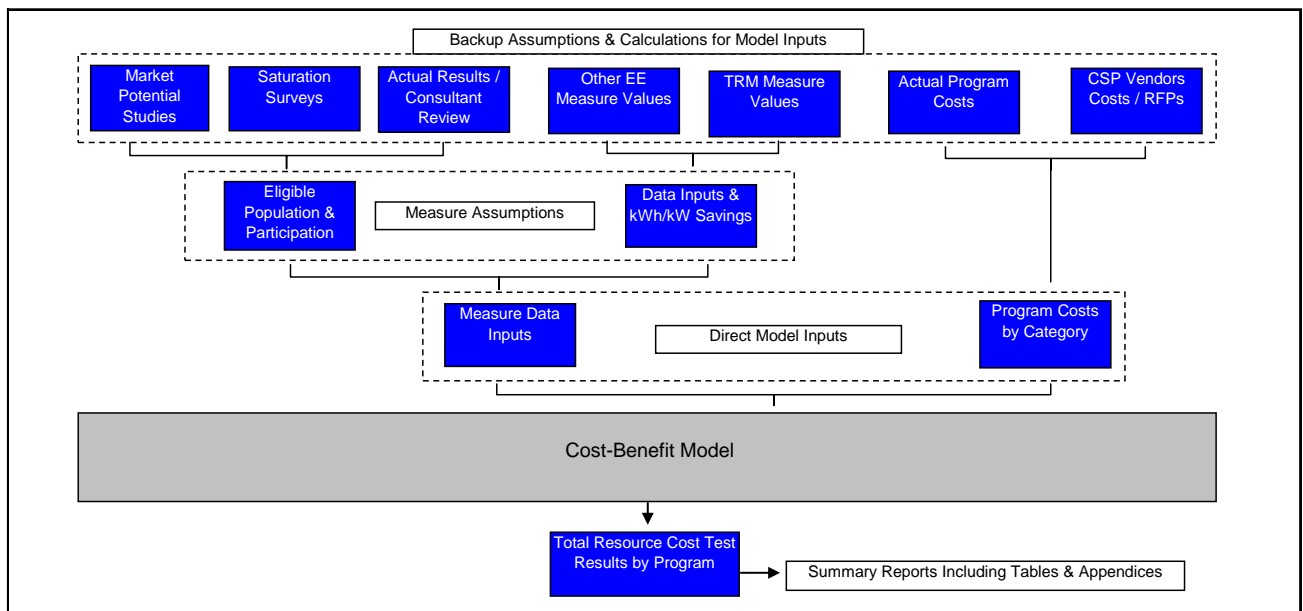 Backup Assumptions & Calculations for Model Inputs
Market
Potential
Studies
Saturation
Surveys
Actual Results /
Consultant
Review
Other EE
Measure Values
TRM Measure
Values
Actual Program
Costs
CSP Vendors
Costs / RFPs
Eligible
Population &
Participation
Measure Assumptions
Data Inputs &
kWh/kW Savings
Measure Data
Inputs
Direct Model Inputs
Program Costs
by Category
Cost-Benefit Model
Total Resource Cost Test
Results by Program
Summary Reports Including Tables & Appendices